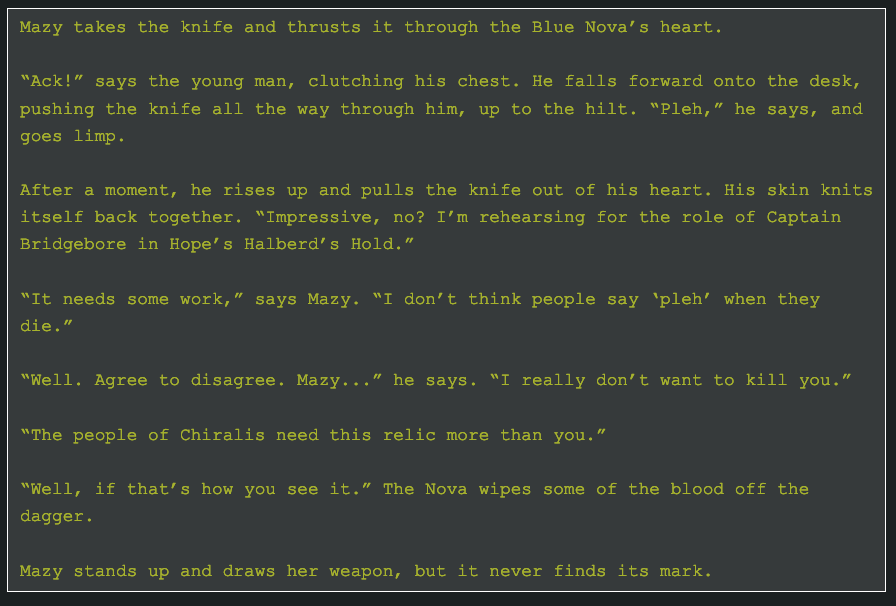 Mazy takes the knife and thrusts it through the Blue Nova’s heart.
“Ack!” says the young man, clutching his chest. He falls forward onto the desk,
pushing the knife all the way through him, up to the hilt. “Pleh,” he says, and
goes limp.
After a moment, he rises up and pulls the knife out of his heart. His skin knits
itself back together. “Impressive, no? I’m rehearsing for the role of Captain
Bridgebore in Hope’s Halberd’s Hold.”
“It needs some work,” says Mazy. “I don’t think people say ‘pleh’ when they
die.”
“Well. Agree to disagree. Mazy...” he says. “I really don’t want to kill you.”
“The people of Chiralis need this relic more than you.”
“Well, if that’s how you see it.” The Nova wipes some of the blood off the
dagger.
Mazy stands up and draws her weapon, but it never finds its mark.